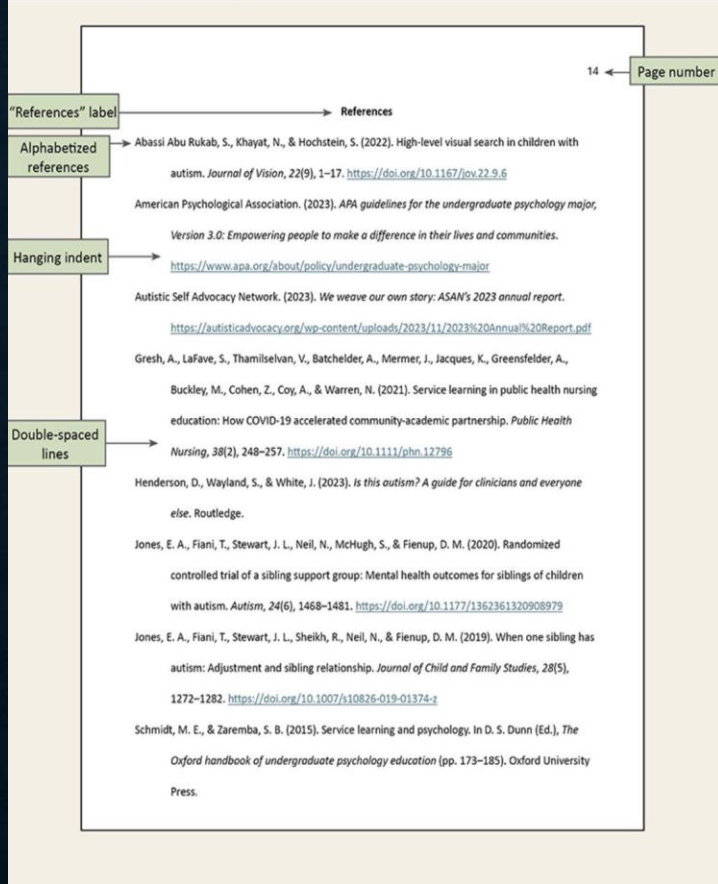 14
Page number
"References" label
References
Alphabetized
references
Abassi Abu Rukab, S., Khayat, N., & Hochstein, S. (2022). High-level visual search in children with
autism. Journal of Vision, 22(9), 1–17. https://doi.org/10.1167/jov.22.9.6
American Psychological Association. (2023). APA guidelines for the undergraduate psychology major,
Version 3.0: Empowering people to make a difference in their lives and communities.
Hanging indent
https://www.apa.org/about/policy/undergraduate-psychology-major
Autistic Self Advocacy Network. (2023). We weave our own story: ASAN's 2023 annual report.
https://autisticadvocacy.org/wp-content/uploads/2023/11/2023%20Annual%20Report.pdf
Gresh, A., LaFave, S., Thamilselvan, V., Batchelder, A., Mermer, J., Jacques, K., Greensfelder, A.,
Buckley, M., Cohen, Z., Coy, A., & Warren, N. (2021). Service learning in public health nursing
education: How COVID-19 accelerated community-academic partnership. Public Health
Double-spaced
lines
Nursing, 38(2), 248–257. https://doi.org/10.1111/phn.12796
Henderson, D., Wayland, S., & White, J. (2023). Is this autism? A guide for clinicians and everyone
else. Routledge.
Jones, E. A., Fiani, T., Stewart, J. L., Neil, N., McHugh, S., & Fienup, D. M. (2020). Randomized
controlled trial of a sibling support group: Mental health outcomes for siblings of children
with autism. Autism, 24(6), 1468–1481. https://doi.org/10.1177/1362361320908979
Jones, E. A., Fiani, T., Stewart, J. L., Sheikh, R., Neil, N., & Fienup, D. M. (2019). When one sibling has
autism: Adjustment and sibling relationship. Journal of Child and Family Studies, 28(5),
1272–1282. https://doi.org/10.1007/s10826-019-01374-z
Schmidt, M. E., & Zaremba, S. B. (2015). Service learning and psychology. In D. S. Dunn (Ed.), The
Oxford handbook of undergraduate psychology education (pp. 173–185). Oxford University
Press.